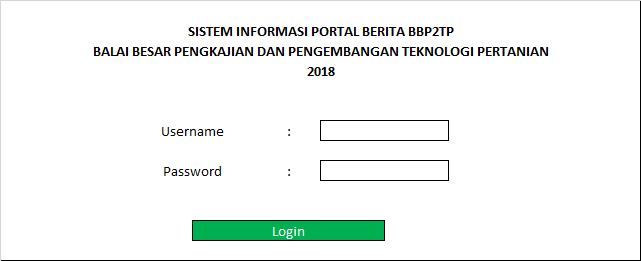 SISTEM INFORMASI PORTAL BERITA BBP2TP
BALAI BESAR PENGKAJIAN DAN PENGEMBANGAN TEKNOLOGI PERTANIAN
2018
Username :
Password :
Login